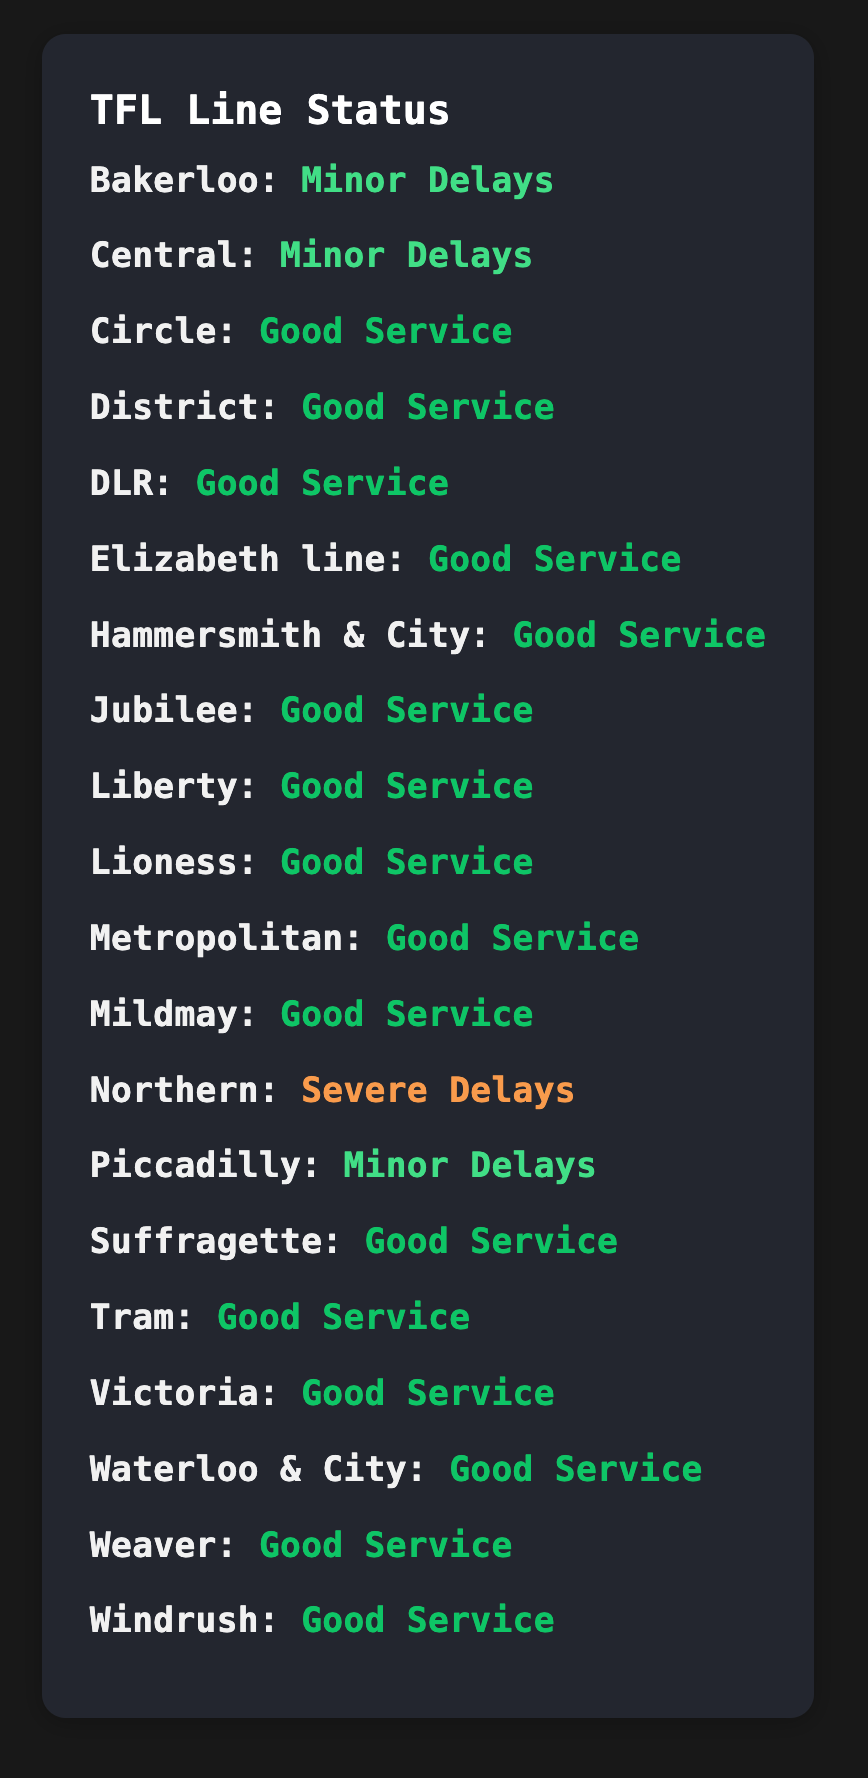 TFL Line Status
Bakerloo: Minor Delays
Central: Minor Delays
Circle: Good Service
District: Good Service
DLR: Good Service
Elizabeth line: Good Service
Hammersmith & City: Good Service
Jubilee: Good Service
Liberty: Good Service
Lioness: Good Service
Metropolitan: Good Service
Mildmay: Good Service
Northern: Severe Delays
Piccadilly: Minor Delays
Suffragette: Good Service
Tram: Good Service
Victoria: Good Service
Waterloo & City: Good Service
Weaver: Good Service
Windrush: Good Service